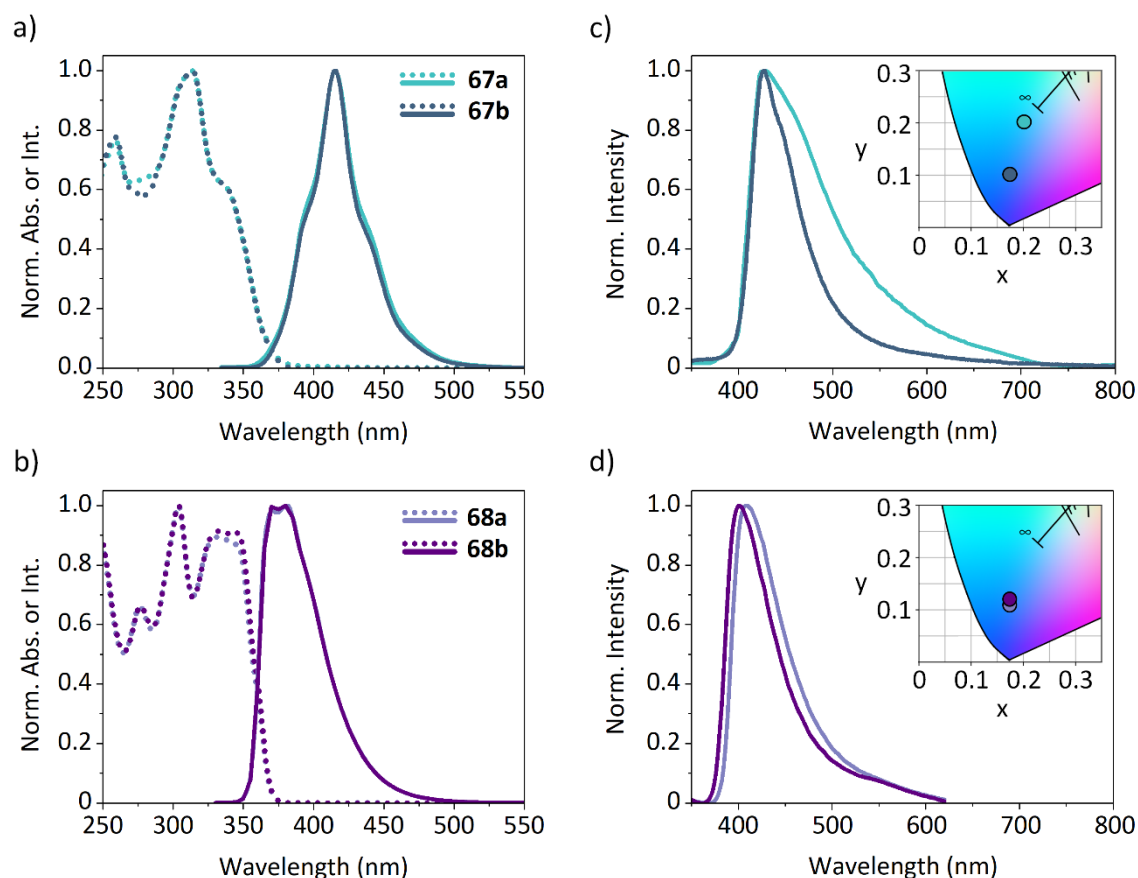 a)
Norm. Abs. or Int.
1.0
0.8
0.6
0.4
0.2
0.0
67a
67b
250 300 350 400 450 500 550
Wavelength (nm)
c)
Norm. Intensity
1.0
0.8
0.6
0.4
0.2
0.0
400 500 600 700 800
Wavelength (nm)
y
0.3
0.2
0.1
∞
0 0.1 0.2 0.3
x
b)
Norm. Abs. or Int.
1.0
0.8
0.6
0.4
0.2
0.0
68a
68b
250 300 350 400 450 500 550
Wavelength (nm)
d)
Norm. Intensity
1.0
0.8
0.6
0.4
0.2
0.0
400 500 600 700 800
Wavelength (nm)
y
0.3
0.2
0.1
∞
0 0.1 0.2 0.3
x